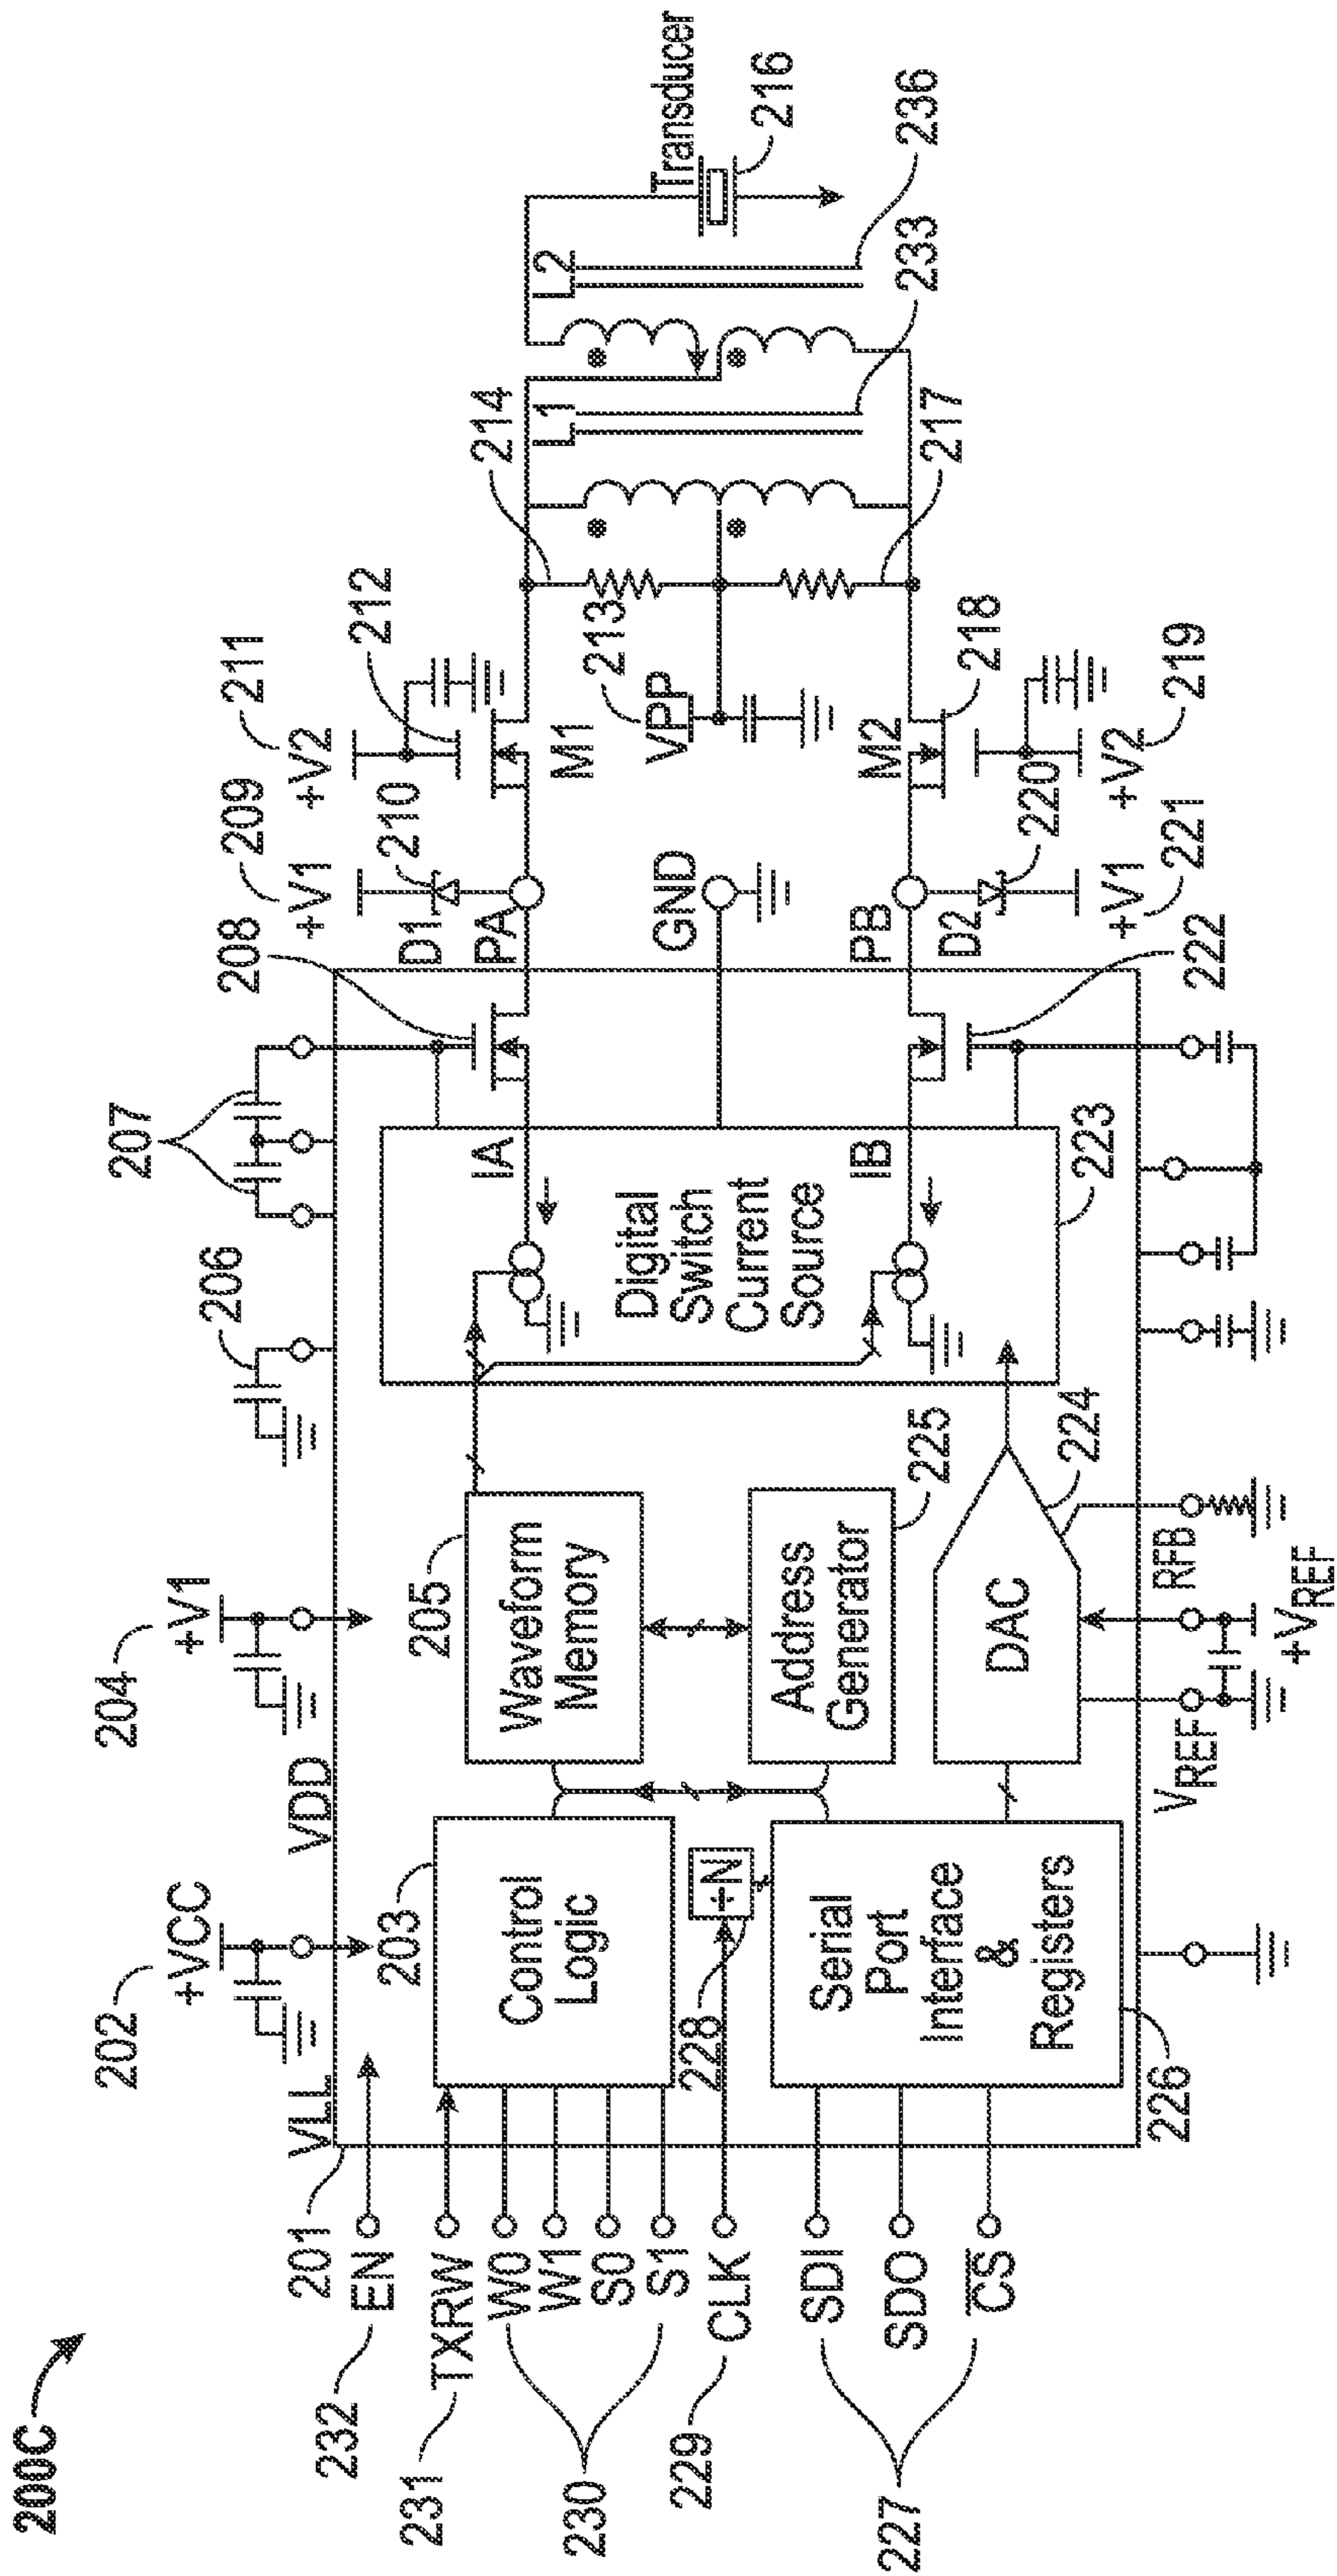 200C
202
+VCC
VLL
204
+V1
VDD
206
207
208
209
+V1
D1
210
211
+V2
212
M1
PA
201
232
EN
231
TXRW
W0
W1
S0
S1
230
229
CLK
228
÷N
SDI
SDO
CS
227
203
Control
Logic
205
Waveform
Memory
Address
Generator
225
Serial
Port
Interface
&
Registers
226
DAC
224
VREF
+VREF
RFB
Digital
Switch
Current
Source
IA
IB
223
222
GND
PB
D2
220
+V1
221
M2
218
+V2
219
VPP
213
214
217
L1
L2
233
236
Transducer
216